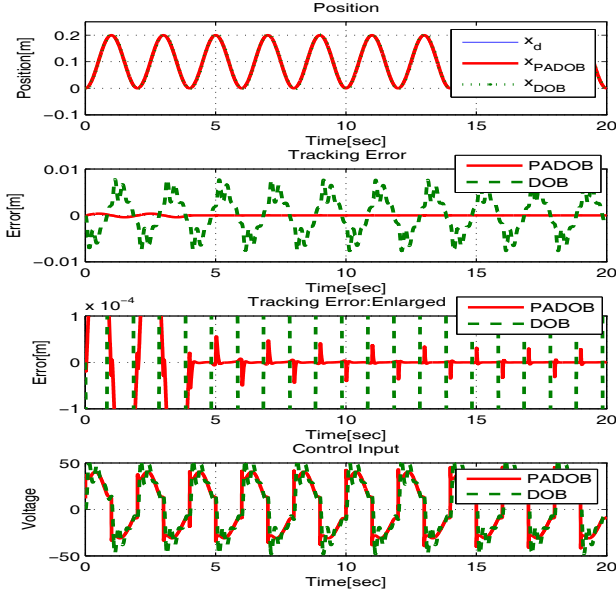 Position
0.2
0.1
0
−0.1
Position[m]
x_d
x_PADOB
x_DOB
0 5 10 15 20
Time[sec]
Tracking Error
0.01
0
−0.01
Error[m]
PADOB
DOB
0 5 10 15 20
Time[sec]
Tracking Error:Enlarged
x 10^−4
1
0
−1
Error[m]
PADOB
DOB
0 5 10 15 20
Time[sec]
Control Input
50
0
−50
Voltage
PADOB
DOB
0 5 10 15 20
Time[sec]